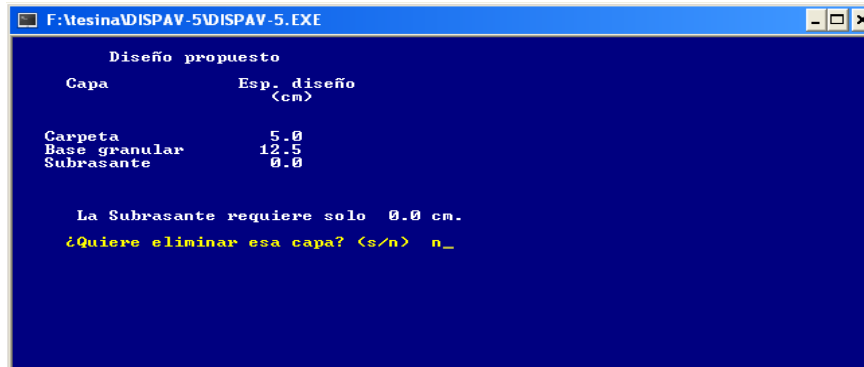 F:\tesina\DISPAV-5\DISPAV-5.EXE
Diseño propuesto
Capa Esp. diseño
(cm)
Carpeta 5.0
Base granular 12.5
Subrasante 0.0
La Subrasante requiere solo 0.0 cm.
¿Quiere eliminar esa capa? (s/n) n_